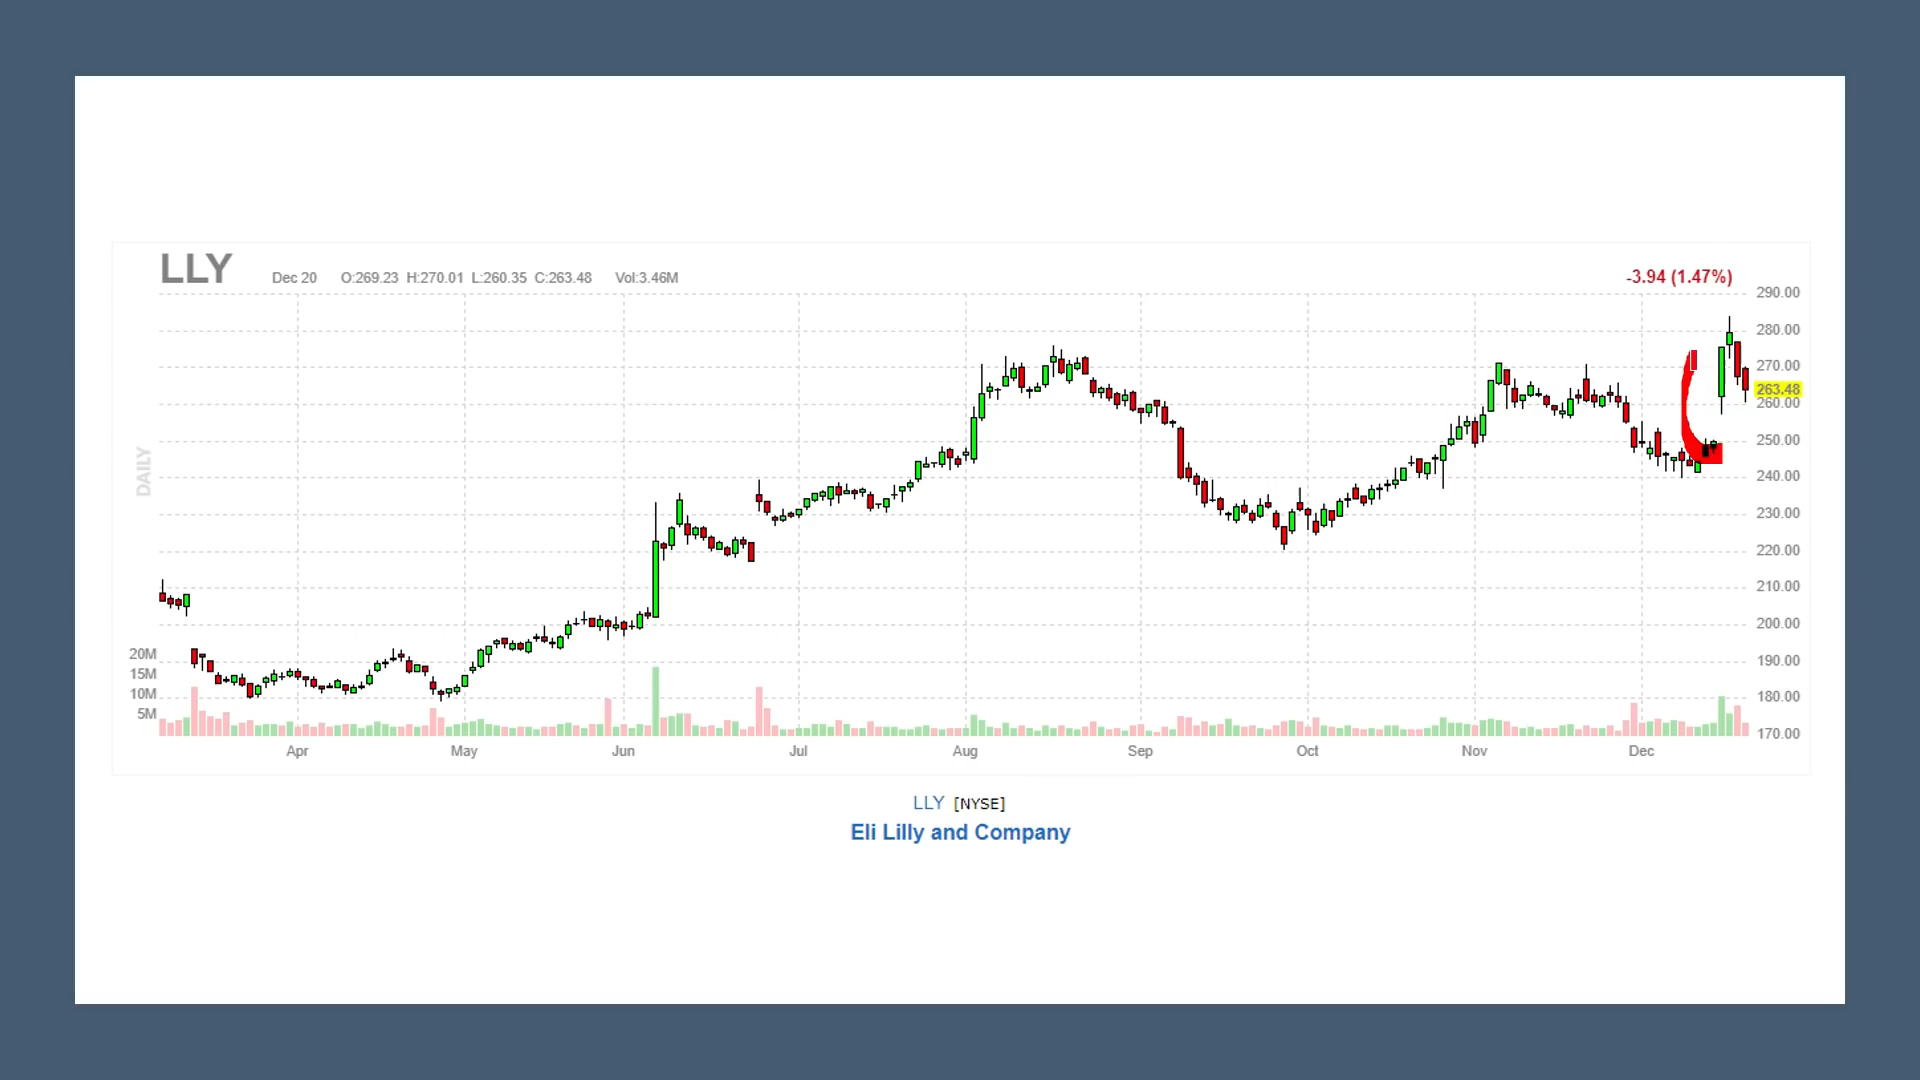 LLY Dec 20 O:269.23 H:270.01 L:260.35 C:263.48 Vol:3.46M -3.94 (1.47%)
290.00
280.00
270.00
263.48
260.00
250.00
240.00
230.00
220.00
210.00
200.00
190.00
180.00
170.00
DAILY
20M
15M
10M
5M
Apr May Jun Jul Aug Sep Oct Nov Dec
LLY [NYSE]
Eli Lilly and Company